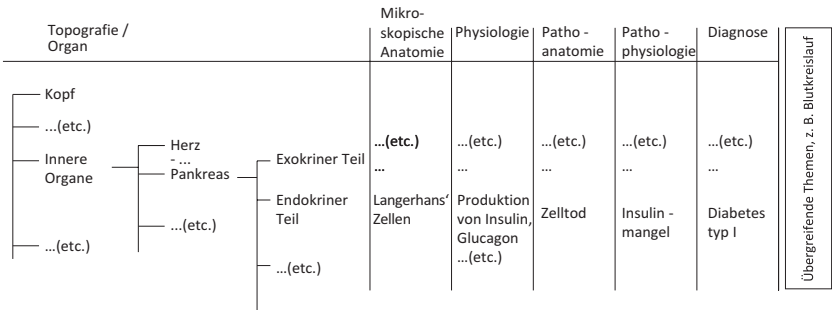 Topografie /
Organ
Mikro-
skopische
Anatomie
Physiologie
Patho -
anatomie
Patho -
physiologie
Diagnose
Kopf
...(etc.)
Innere
Organe
...(etc.)
Herz
- ...
Pankreas
...(etc.)
Exokriner Teil
Endokriner
Teil
...(etc.)
...(etc.)
...
Langerhans‘
Zellen
...(etc.)
...
Produktion
von Insulin,
Glucagon
...(etc.)
...(etc.)
...
Zelltod
...(etc.)
...
Insulin -
mangel
...(etc.)
...
Diabetes
typ I
Übergreifende Themen, z. B. Blutkreislauf